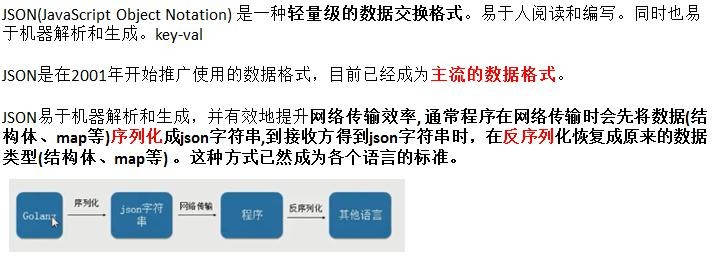 JSON(JavaScript Object Notation) 是一种轻量级的数据交换格式。易于人阅读和编写。同时也易
于机器解析和生成。key-val
JSON是在2001年开始推广使用的数据格式，目前已经成为主流的数据格式。
JSON易于机器解析和生成，并有效地提升网络传输效率, 通常程序在网络传输时会先将数据(结
构体、map等)序列化成json字符串,到接收方得到json字符串时，在反序列化恢复成原来的数据
类型(结构体、map等) 。这种方式已然成为各个语言的标准。
Golang 序列化 json字符 网络传输 程序 反序列化 其他语言
串